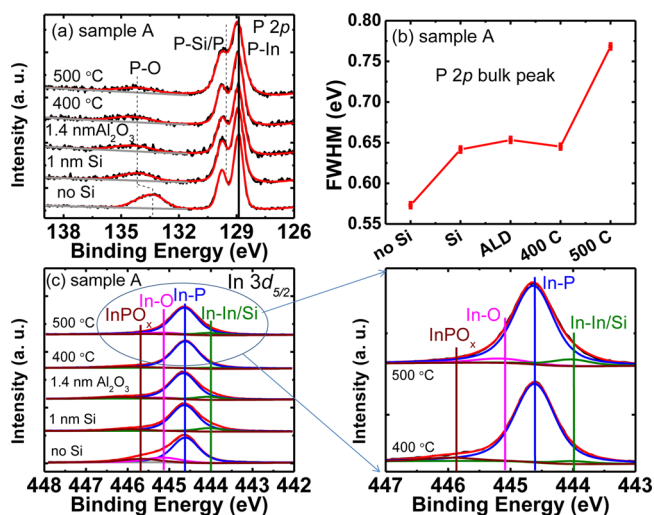 (a) sample A
P 2p
P-Si/P
P-In
P-O
500 °C
400 °C
1.4 nmAl2O3
1 nm Si
no Si
Intensity (a. u.)
138 135 132 129 126
Binding Energy (eV)
(b) sample A
P 2p bulk peak
FWHM (eV)
0.80
0.75
0.70
0.65
0.60
0.55
no Si Si ALD 400 C 500 C
(c) sample A
In 3d5/2
In-P
In-O
In-In/Si
InPOx
500 °C
400 °C
1.4 nm Al2O3
1 nm Si
no Si
Intensity (a. u.)
448 447 446 445 444 443 442
Binding Energy (eV)
In-P
In-O
In-In/Si
InPOx
500 °C
400 °C
Intensity (a. u.)
447 446 445 444 443
Binding Energy (eV)